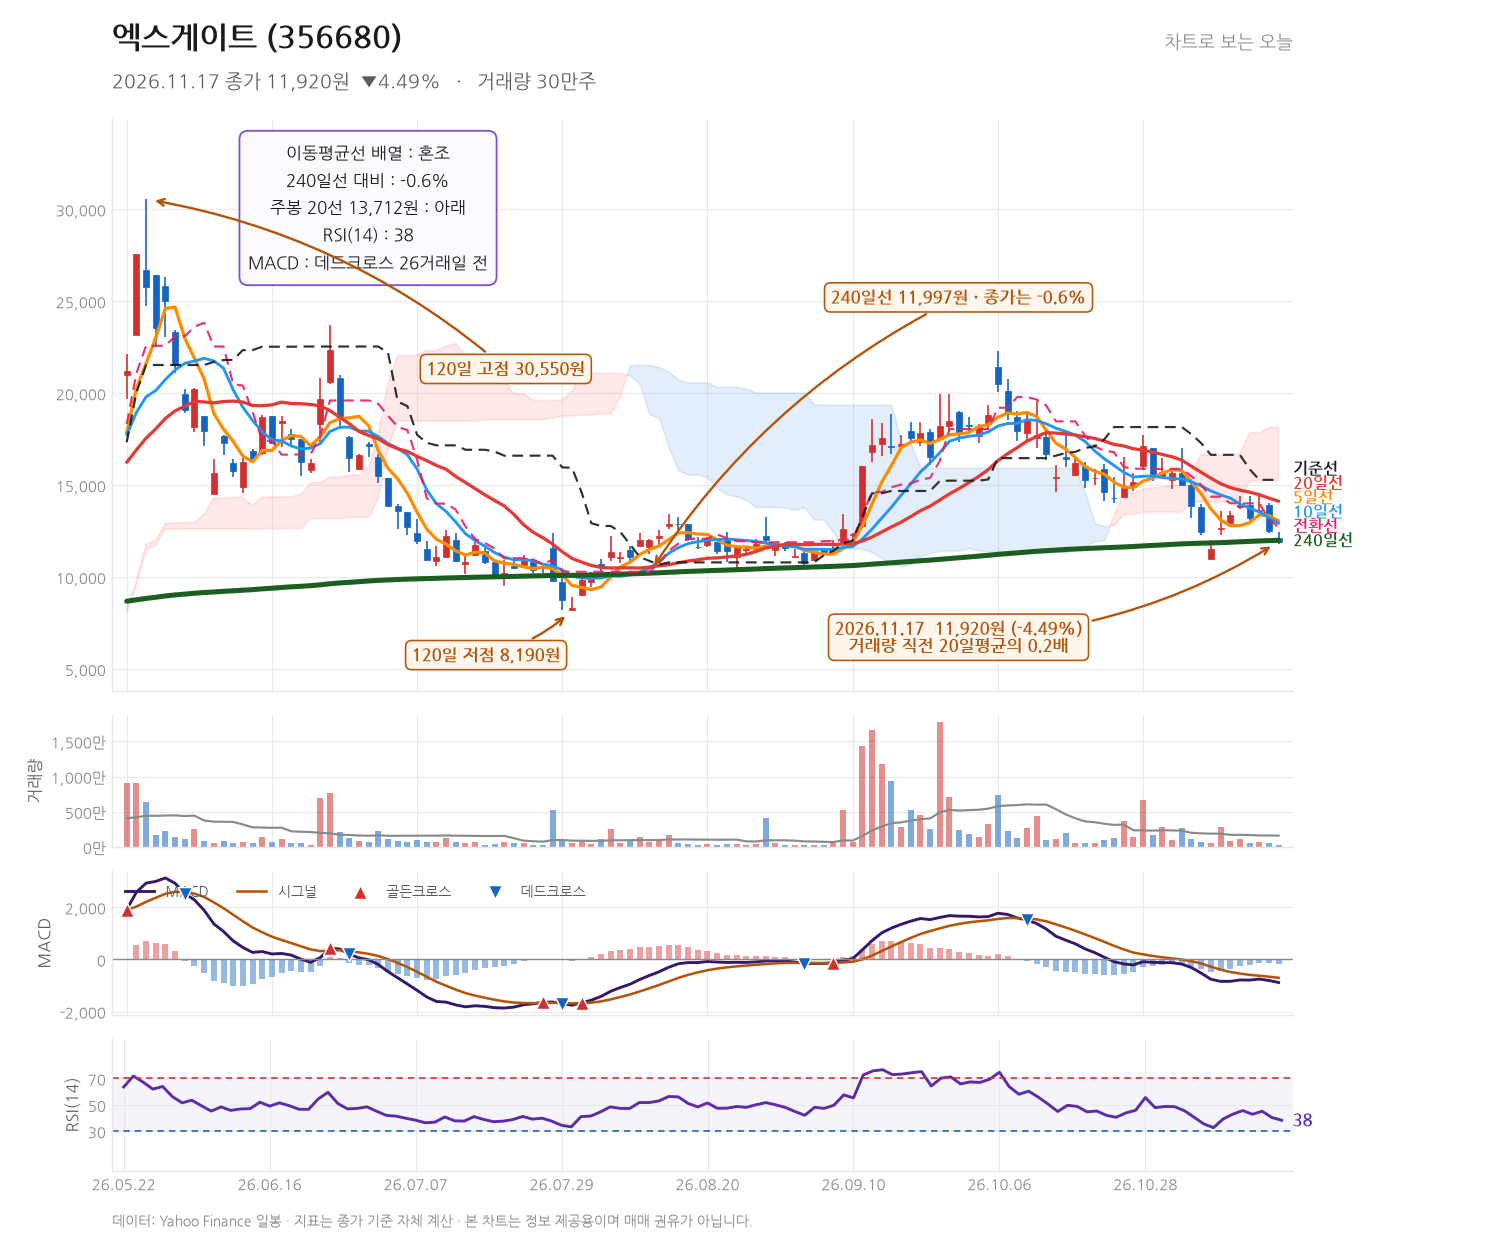 엑스게이트 (356680)
차트로 보는 오늘
2026.11.17 종가 11,920원 ▼4.49% · 거래량 30만주
이동평균선 배열 : 혼조
240일선 대비 : -0.6%
주봉 20선 13,712원 : 아래
RSI(14) : 38
MACD : 데드크로스 26거래일 전
240일선 11,997원 · 종가는 -0.6%
120일 고점 30,550원
120일 저점 8,190원
2026.11.17 11,920원 (-4.49%)
거래량 직전 20일평균의 0.2배
30,000
25,000
20,000
15,000
10,000
5,000
기준선
20일선
5일선
10일선
전환선
240일선
거래량
1,500만
1,000만
500만
0만
MACD
MACD
시그널
골든크로스
데드크로스
2,000
0
-2,000
RSI(14)
70
50
30
38
26.05.22
26.06.16
26.07.07
26.07.29
26.08.20
26.09.10
26.10.06
26.10.28
데이터: Yahoo Finance 일봉 · 지표는 종가 기준 자체 계산 · 본 차트는 정보 제공용이며 매매 권유가 아닙니다.